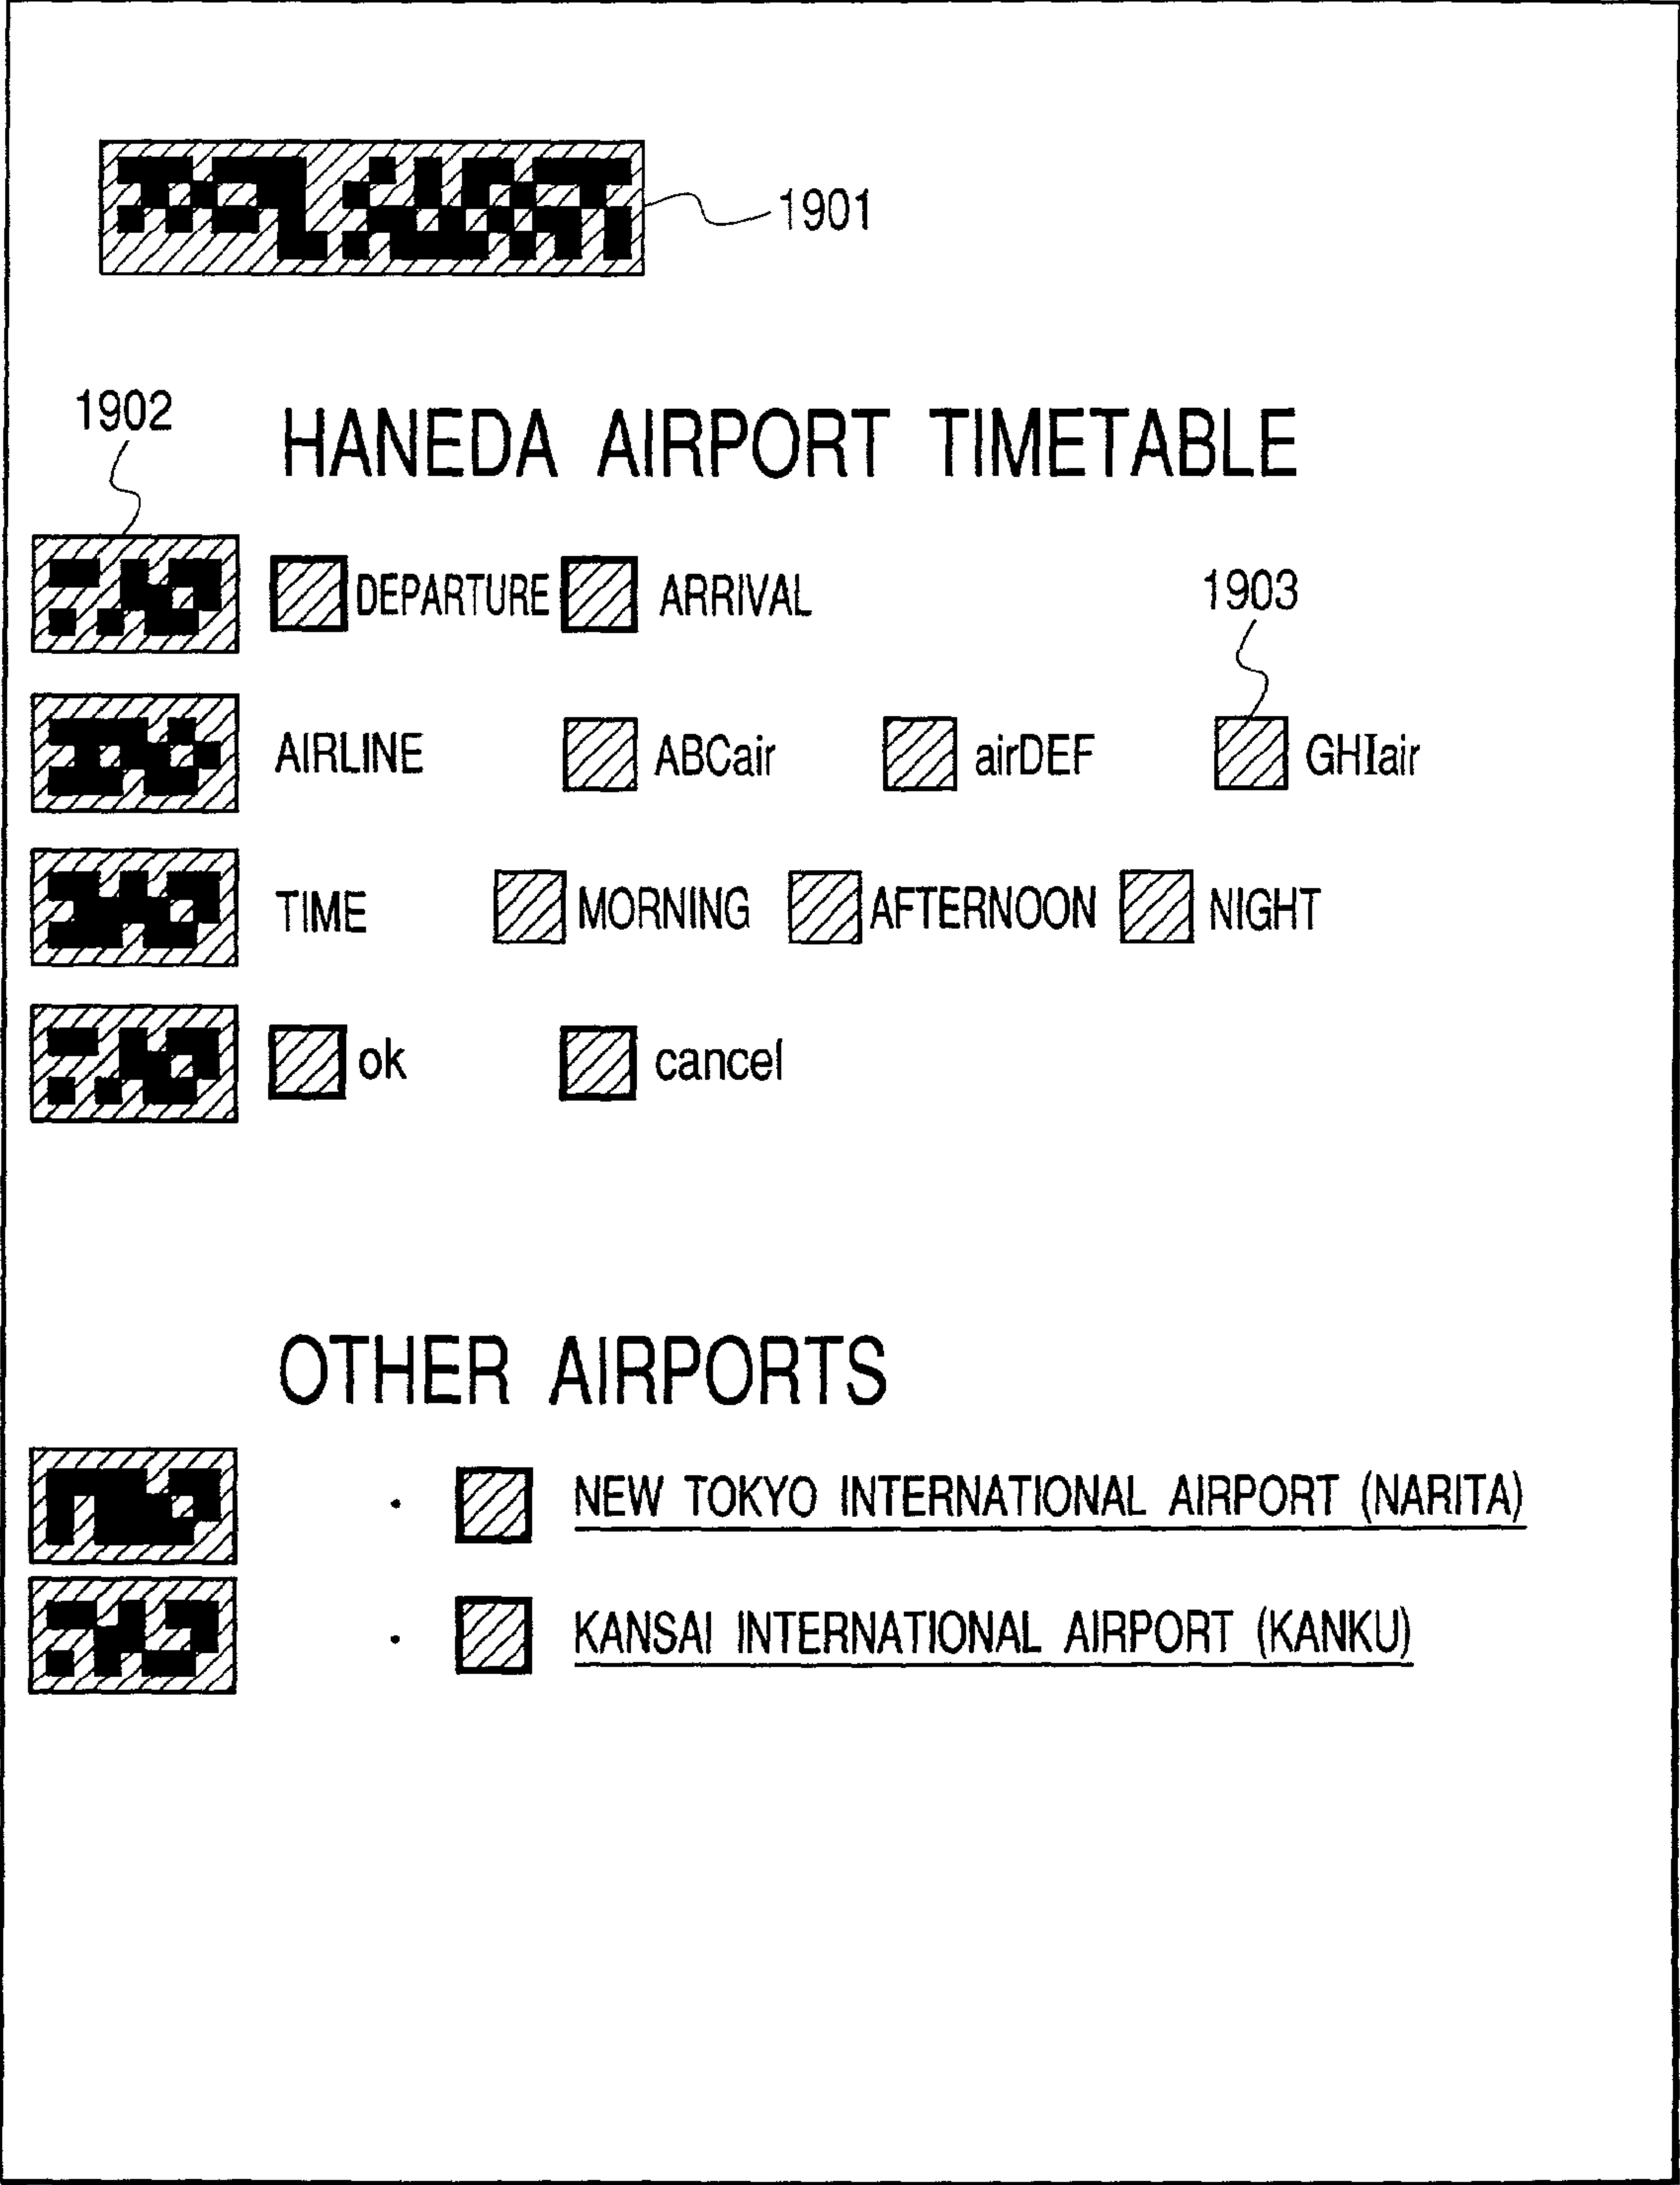 1901
1902
HANEDA AIRPORT TIMETABLE
DEPARTURE ARRIVAL
1903
AIRLINE ABCair airDEF GHIair
TIME MORNING AFTERNOON NIGHT
ok cancel
OTHER AIRPORTS
· NEW TOKYO INTERNATIONAL AIRPORT (NARITA)
· KANSAI INTERNATIONAL AIRPORT (KANKU)